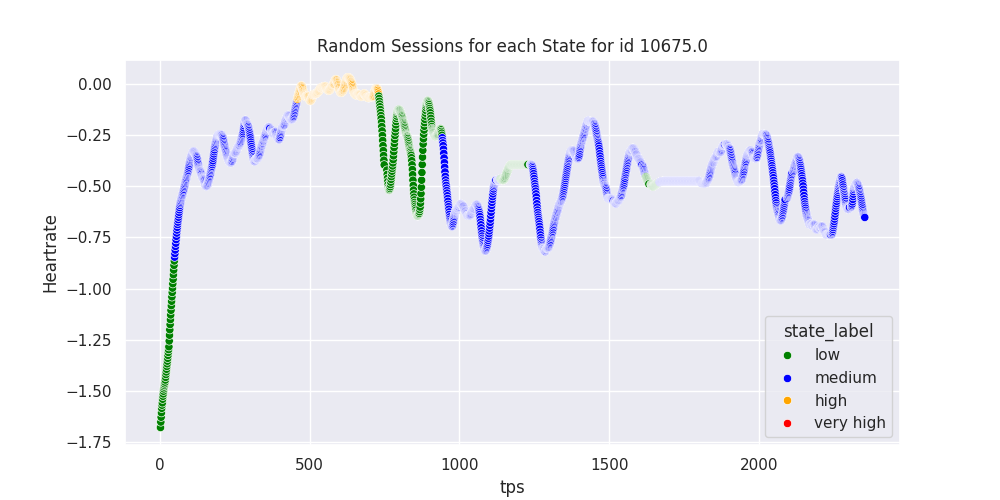 Random Sessions for each State for id 10675.0
Heartrate
0.00
−0.25
−0.50
−0.75
−1.00
−1.25
−1.50
−1.75
0
500
1000
1500
2000
tps
state_label
low
medium
high
very high